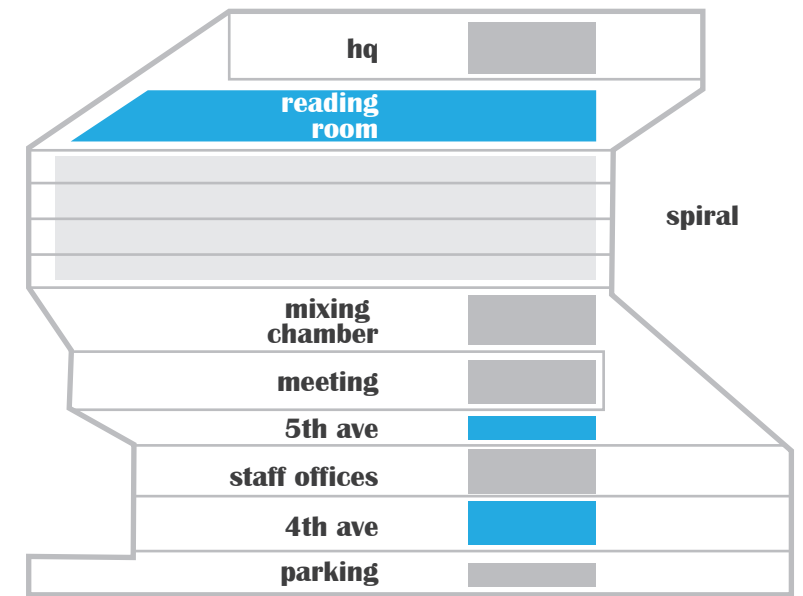 hq
reading
room
spiral
mixing
chamber
meeting
5th ave
staff offices
4th ave
parking